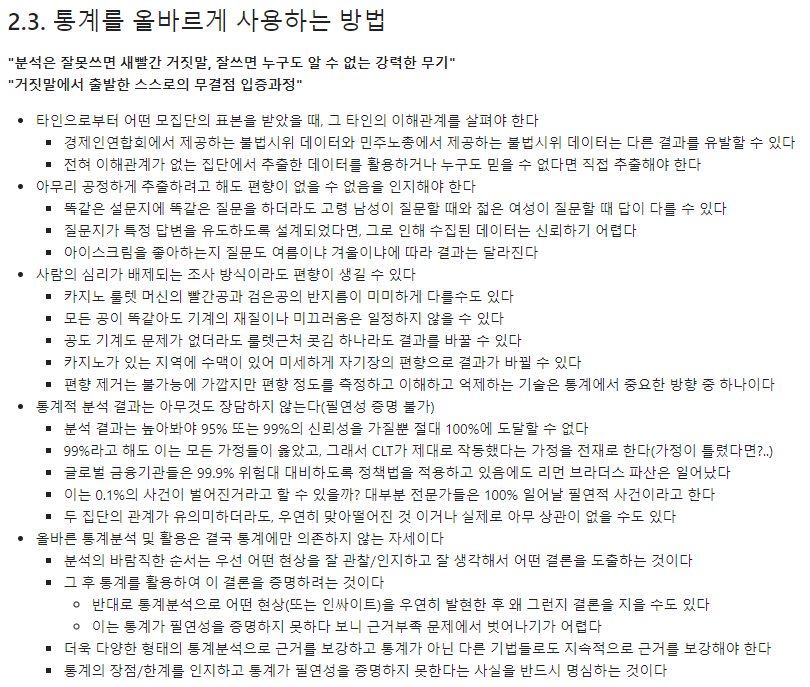 2.3. 통계를 올바르게 사용하는 방법
"분석은 잘못쓰면 새빨간 거짓말, 잘쓰면 누구도 알 수 없는 강력한 무기"
"거짓말에서 출발한 스스로의 무결점 입증과정"
타인으로부터 어떤 모집단의 표본을 받았을 때, 그 타인의 이해관계를 살펴야 한다
경제인연합회에서 제공하는 불법시위 데이터와 민주노총에서 제공하는 불법시위 데이터는 다른 결과를 유발할 수 있다
전혀 이해관계가 없는 집단에서 추출한 데이터를 활용하거나 누구도 믿을 수 없다면 직접 추출해야 한다
아무리 공정하게 추출하려고 해도 편향이 없을 수 없음을 인지해야 한다
똑같은 설문지에 똑같은 질문을 하더라도 고령 남성이 질문할 때와 젊은 여성이 질문할 때 답이 다를 수 있다
질문지가 특정 답변을 유도하도록 설계되었다면, 그로 인해 수집된 데이터는 신뢰하기 어렵다
아이스크림을 좋아하는지 질문도 여름이냐 겨울이냐에 따라 결과는 달라진다
사람의 심리가 배제되는 조사 방식이라도 편향이 생길 수 있다
카지노 룰렛 머신의 빨간공과 검은공의 반지름이 미미하게 다를수도 있다
모든 공이 똑같아도 기계의 재질이나 미끄러움은 일정하지 않을 수 있다
공도 기계도 문제가 없더라도 룰렛근처 콧김 하나라도 결과를 바꿀 수 있다
카지노가 있는 지역에 수맥이 있어 미세하게 자기장의 편향으로 결과가 바뀔 수 있다
편향 제거는 불가능에 가깝지만 편향 정도를 측정하고 이해하고 억제하는 기술은 통계에서 중요한 방향 중 하나이다
통계적 분석 결과는 아무것도 장담하지 않는다(필연성 증명 불가)
분석 결과는 높아봐야 95% 또는 99%의 신뢰성을 가질뿐 절대 100%에 도달할 수 없다
99%라고 해도 이는 모든 가정들이 옳았고, 그래서 CLT가 제대로 작동했다는 가정을 전재로 한다(가정이 틀렸다면?..)
글로벌 금융기관들은 99.9% 위험대 대비하도록 정책법을 적용하고 있음에도 리먼 브라더스 파산은 일어났다
이는 0.1%의 사건이 벌어진거라고 할 수 있을까? 대부분 전문가들은 100% 일어날 필연적 사건이라고 한다
두 집단의 관계가 유의미하더라도, 우연히 맞아떨어진 것 이거나 실제로 아무 상관이 없을 수도 있다
올바른 통계분석 및 활용은 결국 통계에만 의존하지 않는 자세이다
분석의 바람직한 순서는 우선 어떤 현상을 잘 관찰/인지하고 잘 생각해서 어떤 결론을 도출하는 것이다
그 후 통계를 활용하여 이 결론을 증명하려는 것이다
반대로 통계분석으로 어떤 현상(또는 인싸이트)을 우연히 발현한 후 왜 그런지 결론을 지을 수도 있다
이는 통계가 필연성을 증명하지 못하다 보니 근거부족 문제에서 벗어나기가 어렵다
더욱 다양한 형태의 통계분석으로 근거를 보강하고 통계가 아닌 다른 기법들로도 지속적으로 근거를 보강해야 한다
통계의 장점/한계를 인지하고 통계가 필연성을 증명하지 못한다는 사실을 반드시 명심하는 것이다